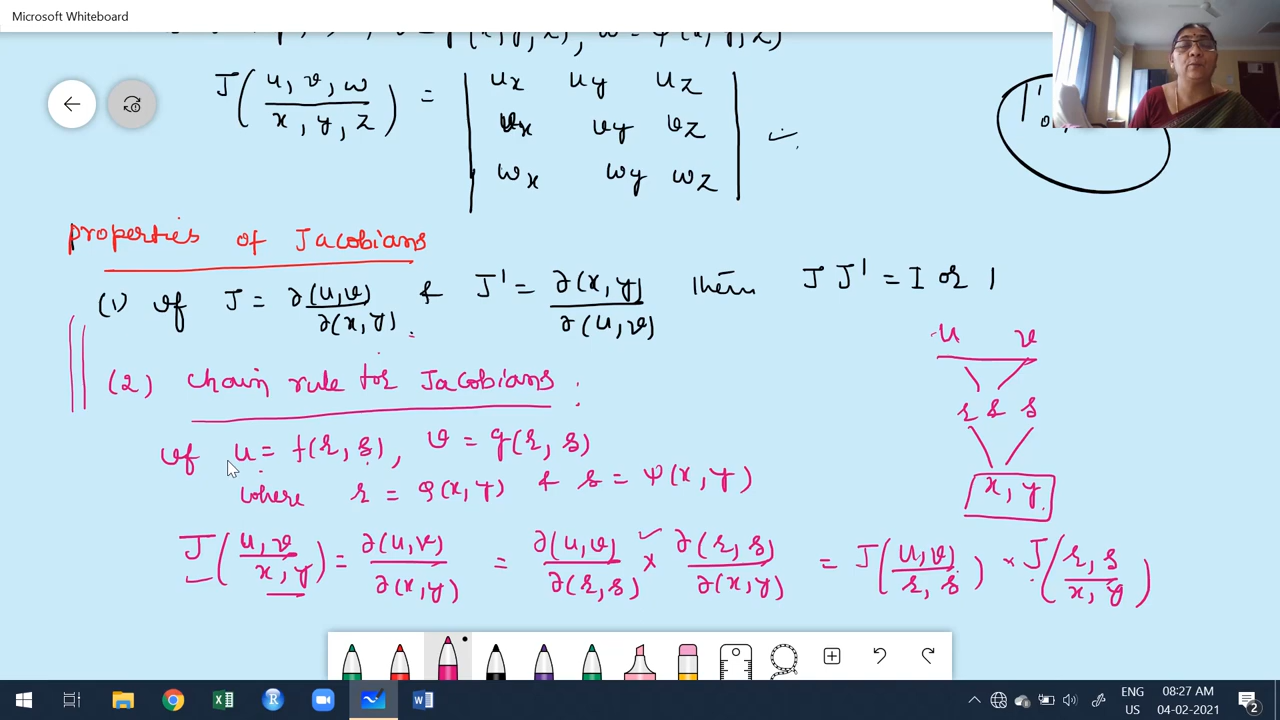 Microsoft Whiteboard
J(u, v, w / x, y, z) = | ux uy uz
vx vy vz
wx wy wz |
properties of Jacobians
(1) If J = ∂(u,v)/∂(x,y) & J' = ∂(x,y)/∂(u,v) then J J' = I or 1
(2) Chain rule for Jacobians :
If u = f(r, s), v = g(r, s)
where r = φ(x, y) & s = ψ(x, y)
J(u,v / x,y) = ∂(u,v)/∂(x,y) = ∂(u,v)/∂(r,s) × ∂(r,s)/∂(x,y) = J(u,v / r,s) × J(r,s / x,y)
u v
r & s
x, y
ENG
US
08:27 AM
04-02-2021
2